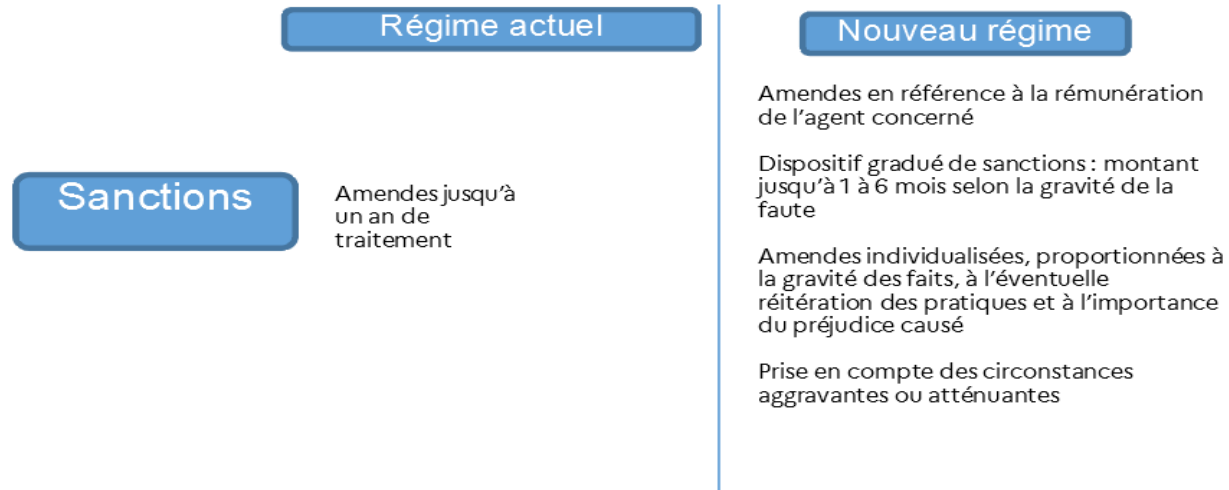 Régime actuel
Nouveau régime
Sanctions
Amendes jusqu’à
un an de
traitement
Amendes en référence à la rémunération
de l’agent concerné
Dispositif gradué de sanctions : montant
jusqu’à 1 à 6 mois selon la gravité de la
faute
Amendes individualisées, proportionnées à
la gravité des faits, à l’éventuelle
réitération des pratiques et à l’importance
du préjudice causé
Prise en compte des circonstances
aggravantes ou atténuantes